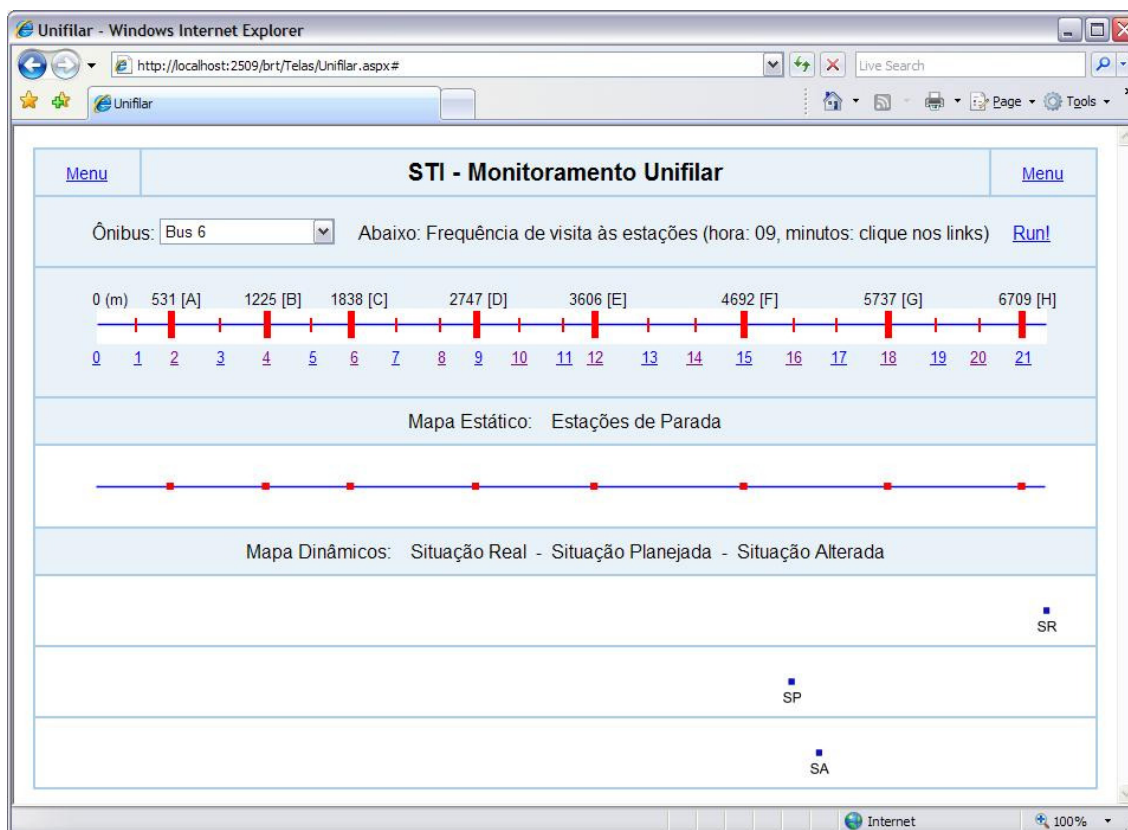 Unifilar - Windows Internet Explorer
http://localhost:2509/brt/Telas/Unifilar.aspx#
Live Search
Unifilar
Page
Tools
Menu
STI - Monitoramento Unifilar
Menu
Ônibus: Bus 6
Abaixo: Frequência de visita às estações (hora: 09, minutos: clique nos links)
Run!
0 (m) 531 [A] 1225 [B] 1838 [C] 2747 [D] 3606 [E] 4692 [F] 5737 [G] 6709 [H]
0 1 2 3 4 5 6 7 8 9 10 11 12 13 14 15 16 17 18 19 20 21
Mapa Estático: Estações de Parada
Mapa Dinâmicos: Situação Real - Situação Planejada - Situação Alterada
SR
SP
SA
Internet
100%